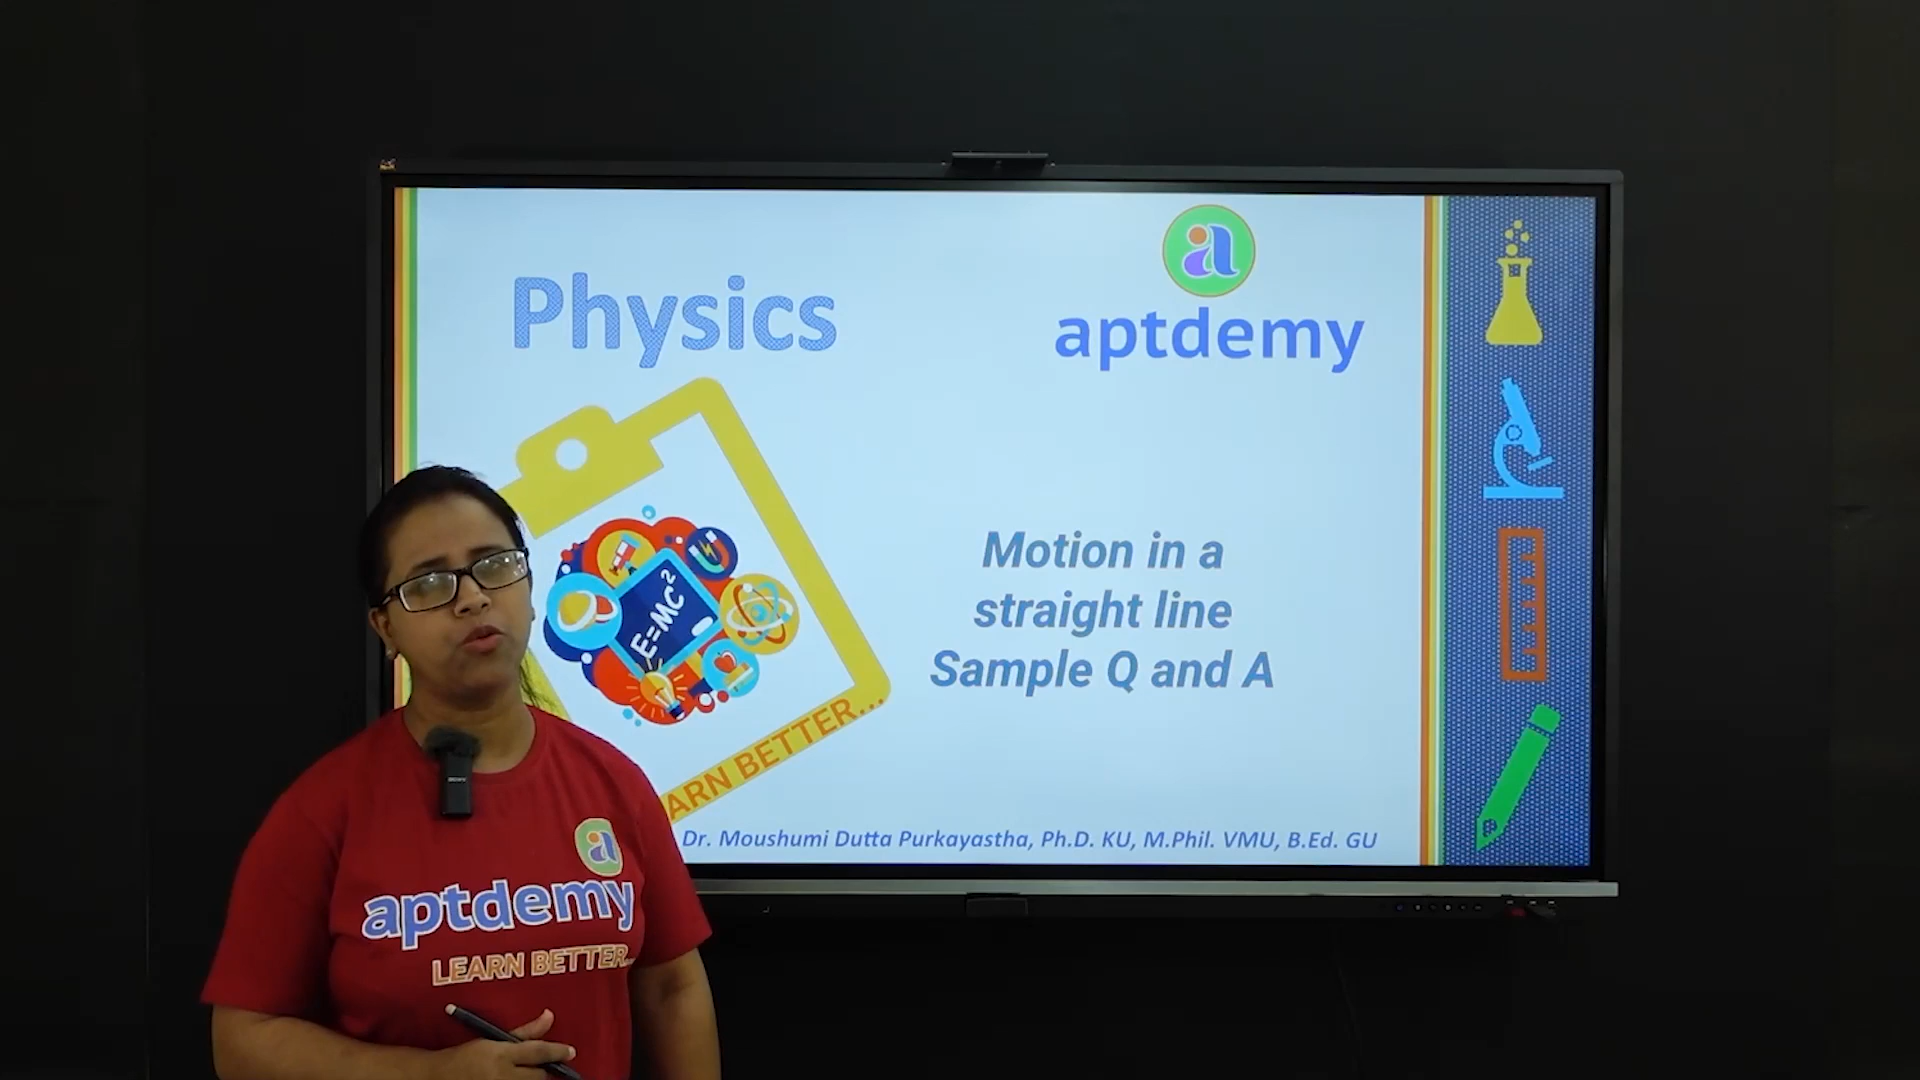 Physics
a
aptdemy
E=MC²
Motion in a
straight line
Sample Q and A
ARN BETTER...
Dr. Moushumi Dutta Purkayastha, Ph.D. KU, M.Phil. VMU, B.Ed. GU
SONY
a
aptdemy
LEARN BETTER...